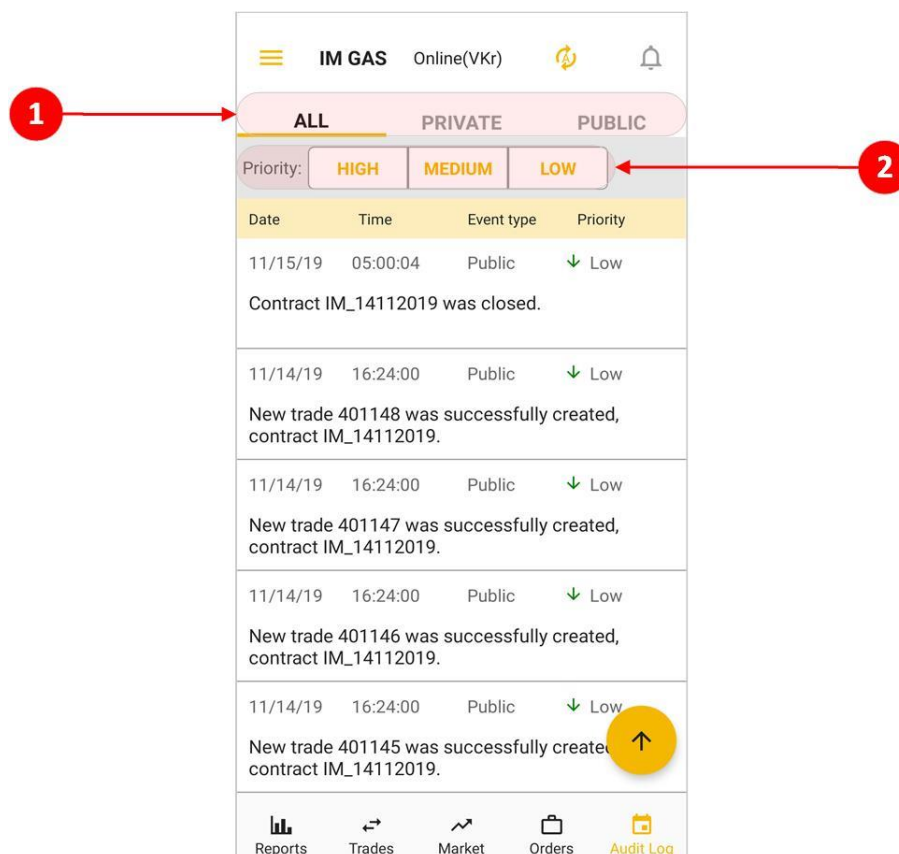 IM GAS Online(VKr)
1
ALL PRIVATE PUBLIC
Priority: HIGH MEDIUM LOW
2
Date Time Event type Priority
11/15/19 05:00:04 Public Low
Contract IM_14112019 was closed.
11/14/19 16:24:00 Public Low
New trade 401148 was successfully created,
contract IM_14112019.
11/14/19 16:24:00 Public Low
New trade 401147 was successfully created,
contract IM_14112019.
11/14/19 16:24:00 Public Low
New trade 401146 was successfully created,
contract IM_14112019.
11/14/19 16:24:00 Public Low
New trade 401145 was successfully create
contract IM_14112019.
Reports Trades Market Orders Audit Log